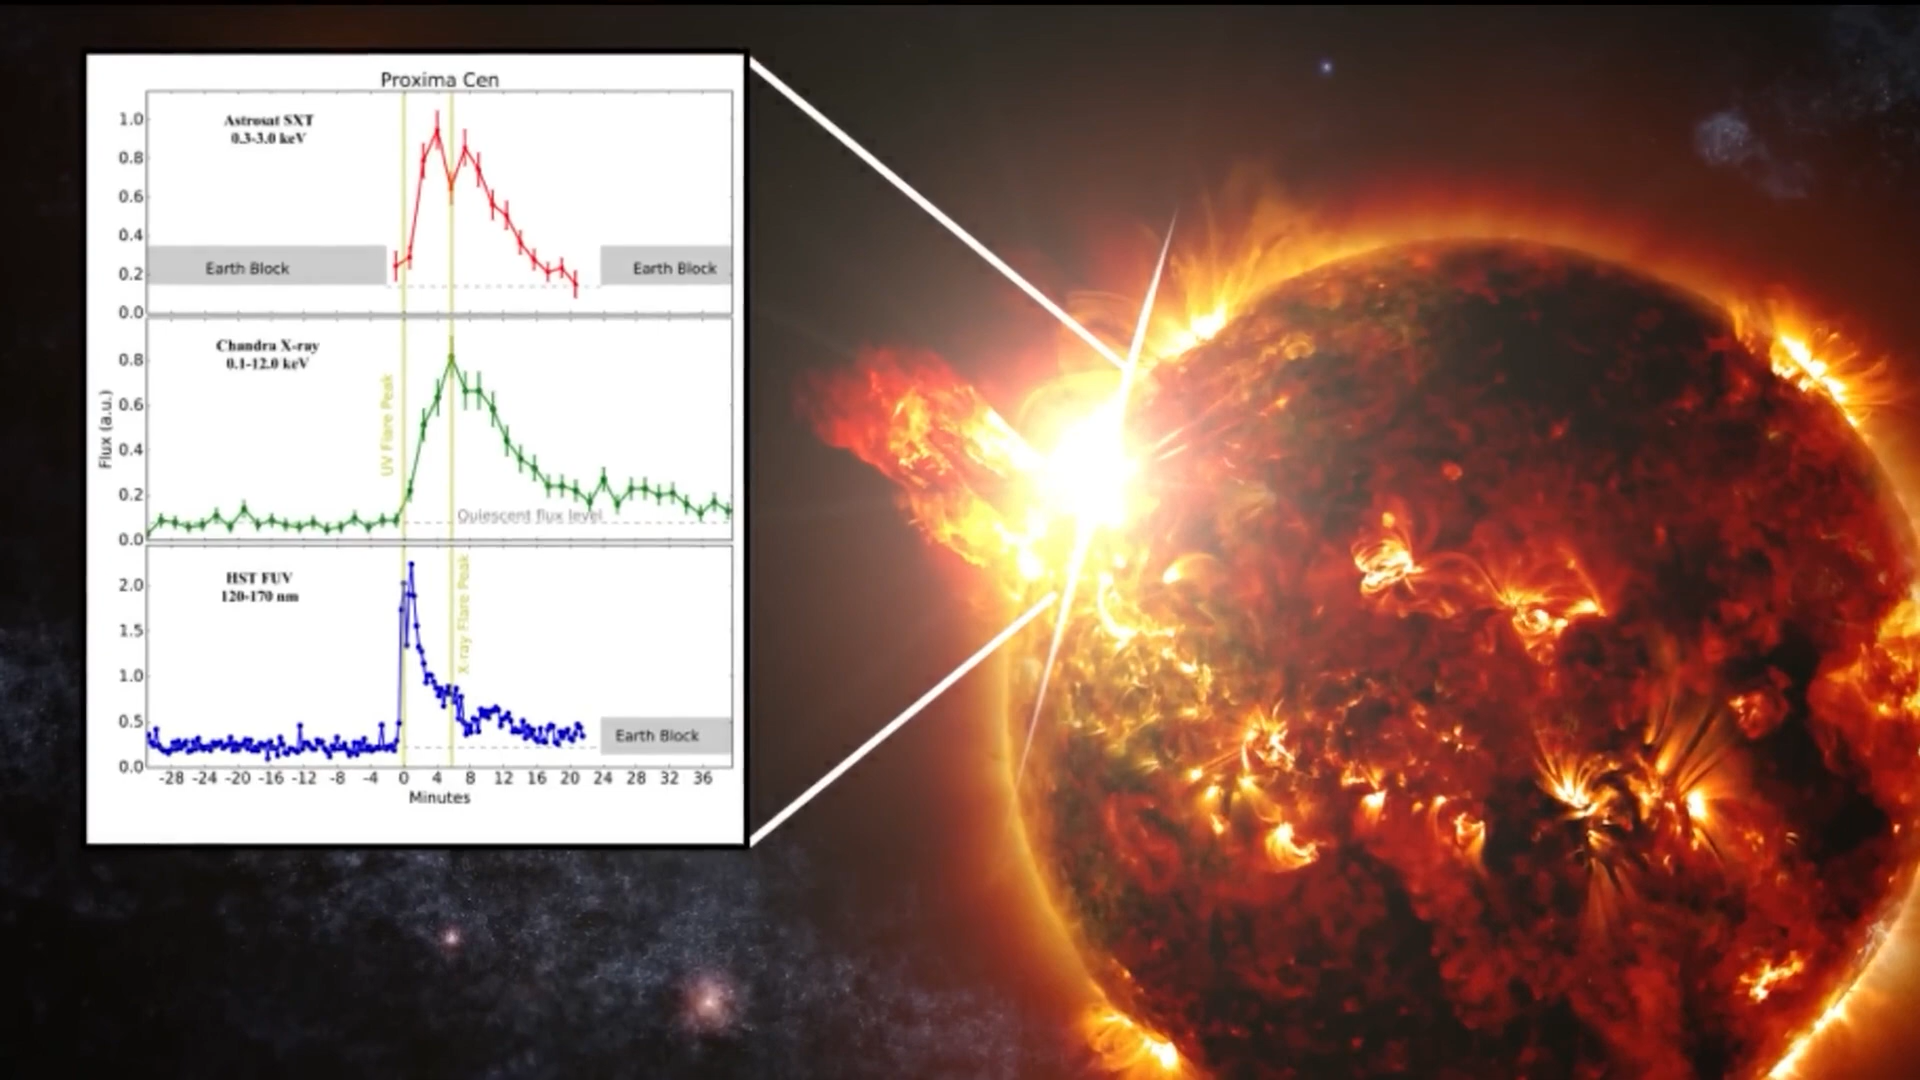 Proxima Cen
Astrosat SXT
0.3-3.0 keV
1.0
0.8
0.6
0.4
0.2
0.0
Earth Block
Earth Block
Chandra X-ray
0.1-12.0 keV
0.8
0.6
0.4
0.2
0.0
Flux (a.u.)
UV Flare Peak
Quiescent flux level
HST FUV
120-170 nm
2.0
1.5
1.0
0.5
0.0
X-ray Flare Peak
Earth Block
-28 -24 -20 -16 -12 -8 -4 0 4 8 12 16 20 24 28 32 36
Minutes